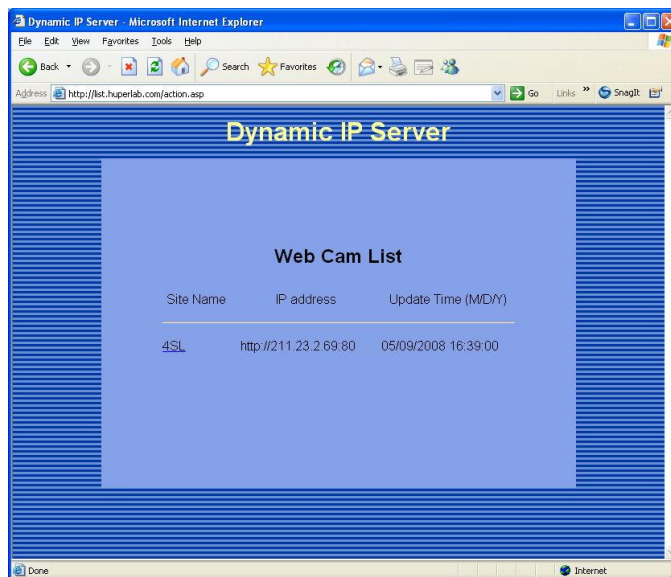 Dynamic IP Server - Microsoft Internet Explorer
File Edit View Favorites Tools Help
Back Search Favorites
Address http://list.huperlab.com/action.asp Go Links » SnagIt
Dynamic IP Server
Web Cam List
Site Name IP address Update Time (M/D/Y)
4SL http://211.23.2.69:80 05/09/2008 16:39:00
Done Internet